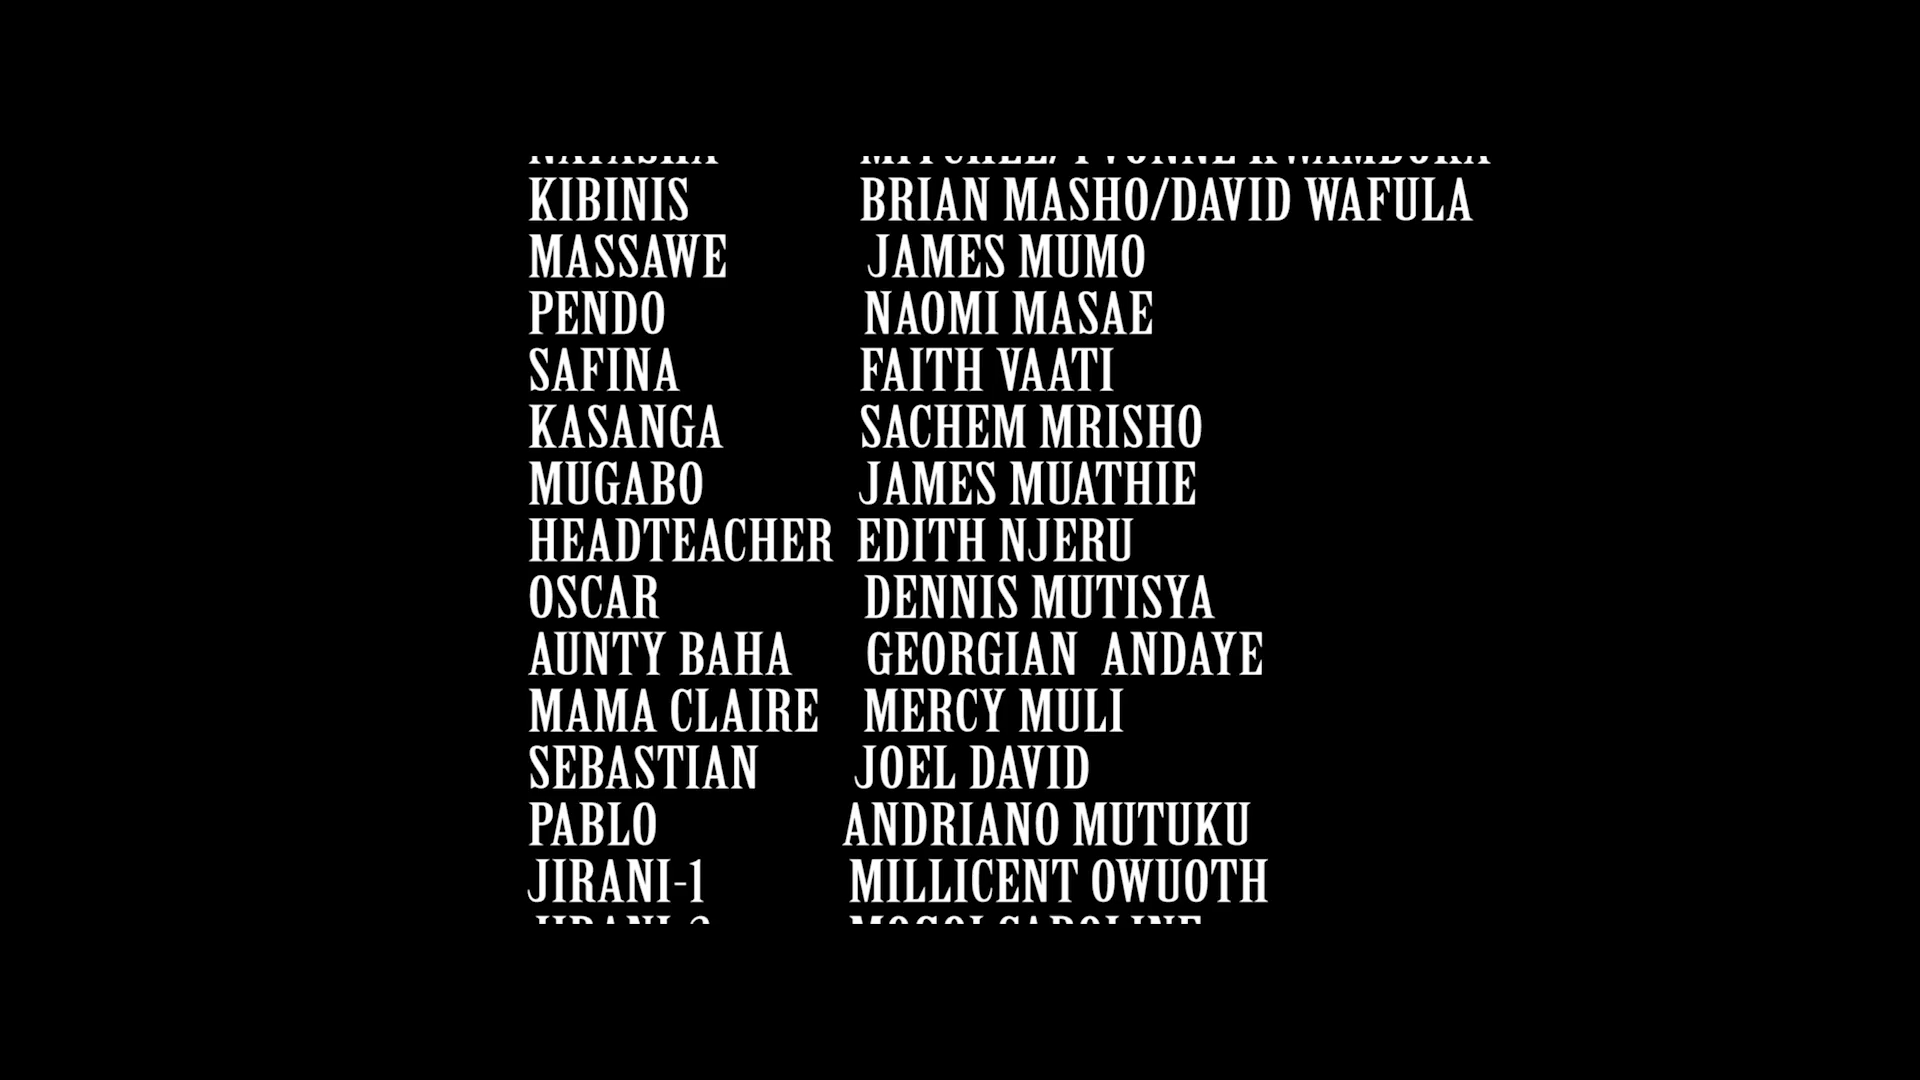 KIBINIS BRIAN MASHO/DAVID WAFULA
MASSAWE JAMES MUMO
PENDO NAOMI MASAE
SAFINA FAITH VAATI
KASANGA SACHEM MRISHO
MUGABO JAMES MUATHIE
HEADTEACHER EDITH NJERU
OSCAR DENNIS MUTISYA
AUNTY BAHA GEORGIAN ANDAYE
MAMA CLAIRE MERCY MULI
SEBASTIAN JOEL DAVID
PABLO ANDRIANO MUTUKU
JIRANI-1 MILLICENT OWUOTH